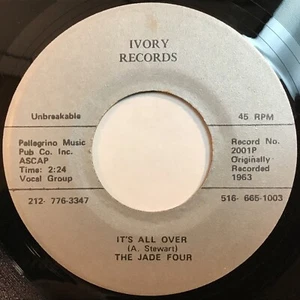 IVORY
RECORDS
Unbreakable
45 RPM
Pellagrino Music
Pub Co. Inc.
ASCAP
Time: 2:24
Vocal Group
Record No.
2001P
Originally
Recorded
1963
212- 776-3347
516- 665-1003
IT'S ALL OVER
(A. Stewart)
THE JADE FOUR